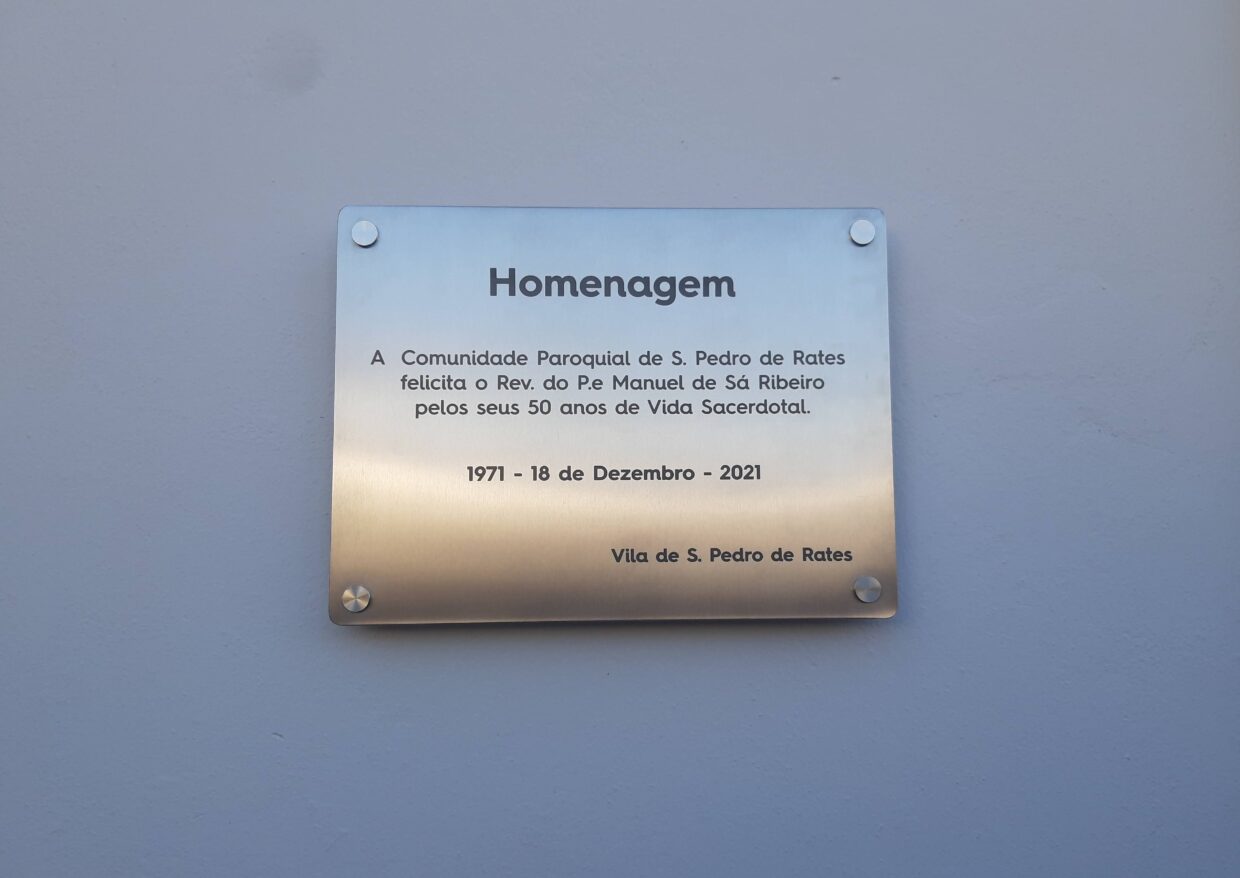 Homenagem
A Comunidade Paroquial de S. Pedro de Rates
felicita o Rev. do P.e Manuel de Sá Ribeiro
pelos seus 50 anos de Vida Sacerdotal.
1971 - 18 de Dezembro - 2021
Vila de S. Pedro de Rates